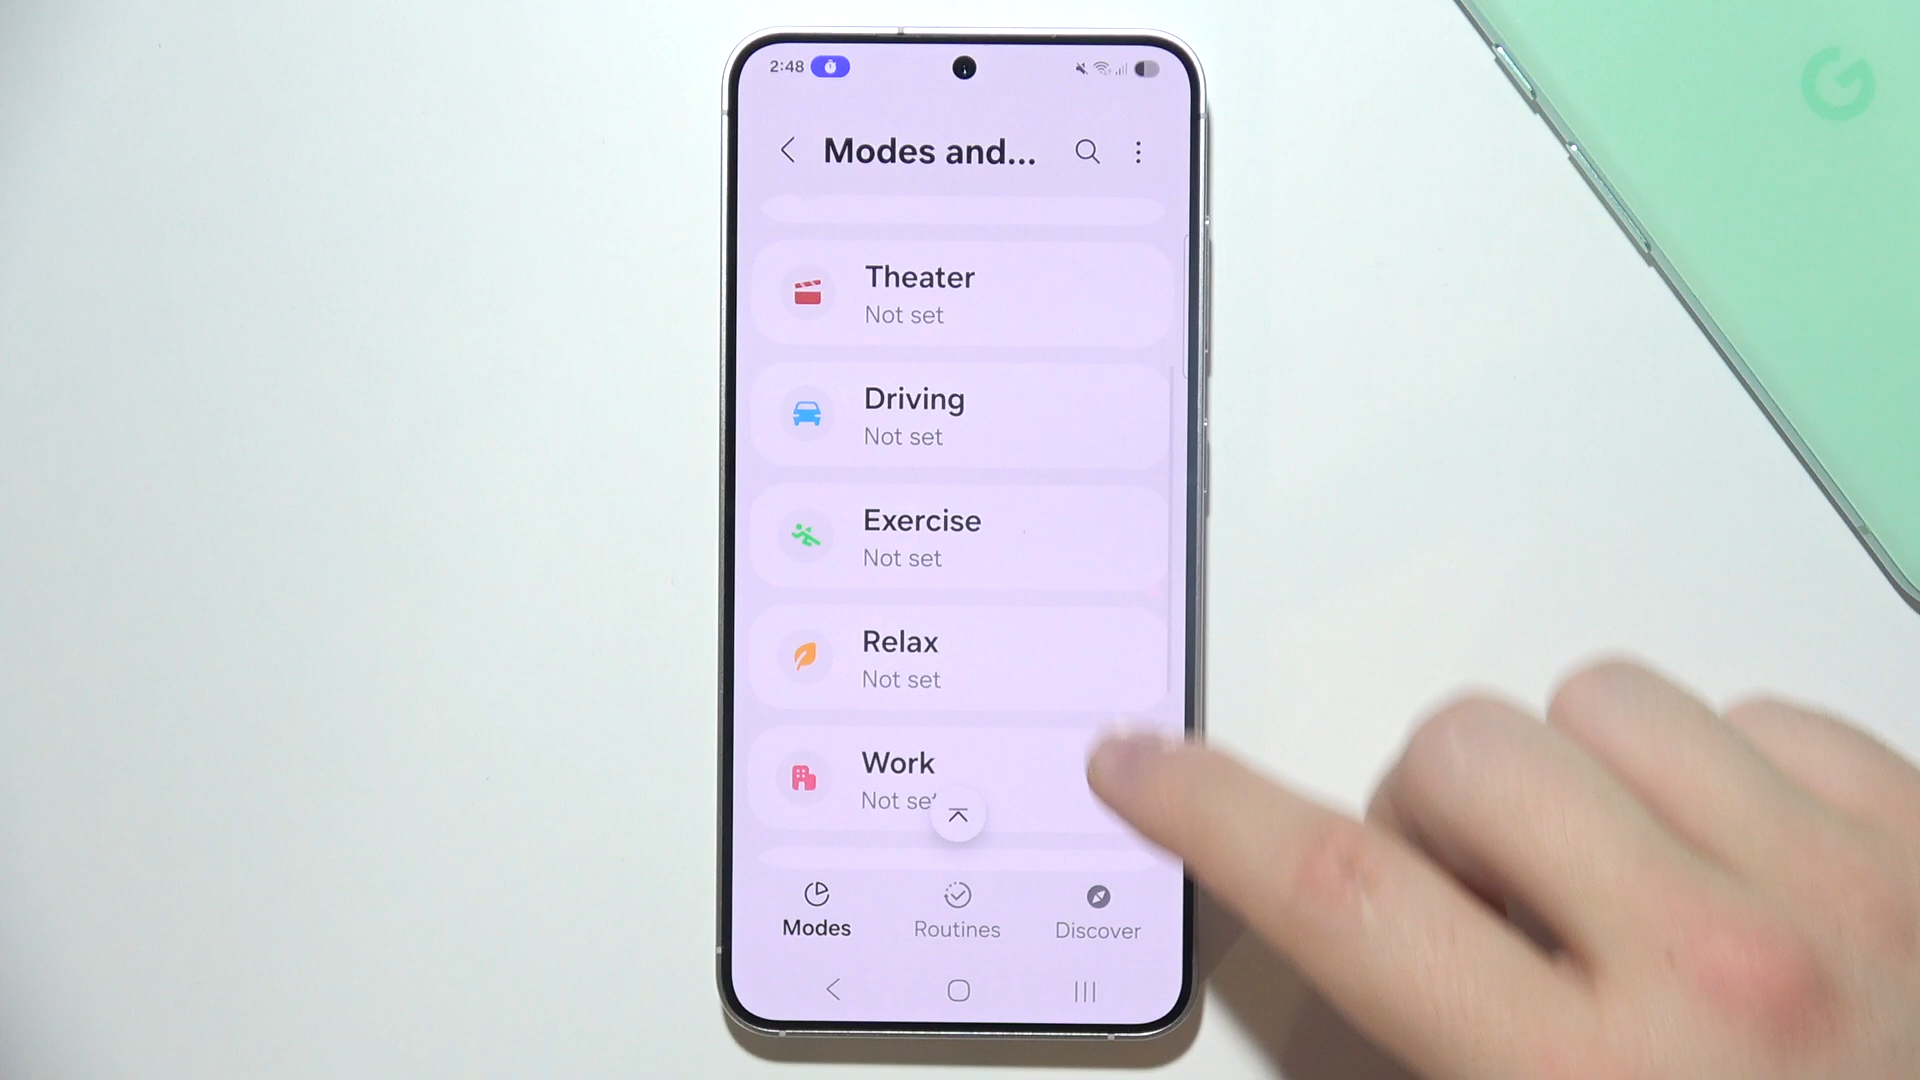 2:48
Modes and...
Theater
Not set
Driving
Not set
Exercise
Not set
Relax
Not set
Work
Not se
Modes
Routines
Discover